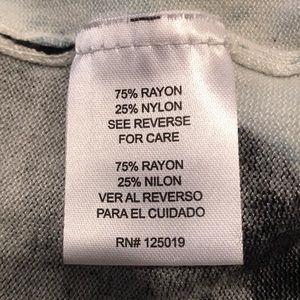 75% RAYON
25% NYLON
SEE REVERSE
FOR CARE
75% RAYON
25% NILON
VER AL REVERSO
PARA EL CUIDADO
RN# 125019